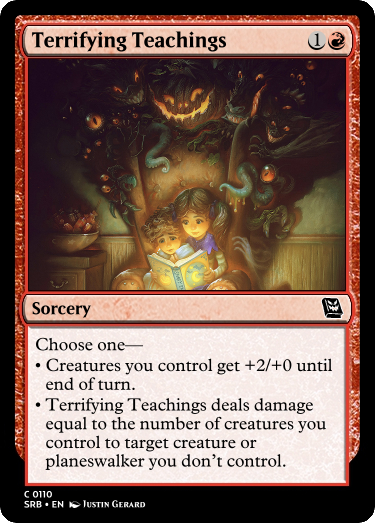 Terrifying Teachings 1
Sorcery
Choose one—
• Creatures you control get +2/+0 until
end of turn.
• Terrifying Teachings deals damage
equal to the number of creatures you
control to target creature or
planeswalker you don't control.
C 0110
SRB • EN Justin Gerard